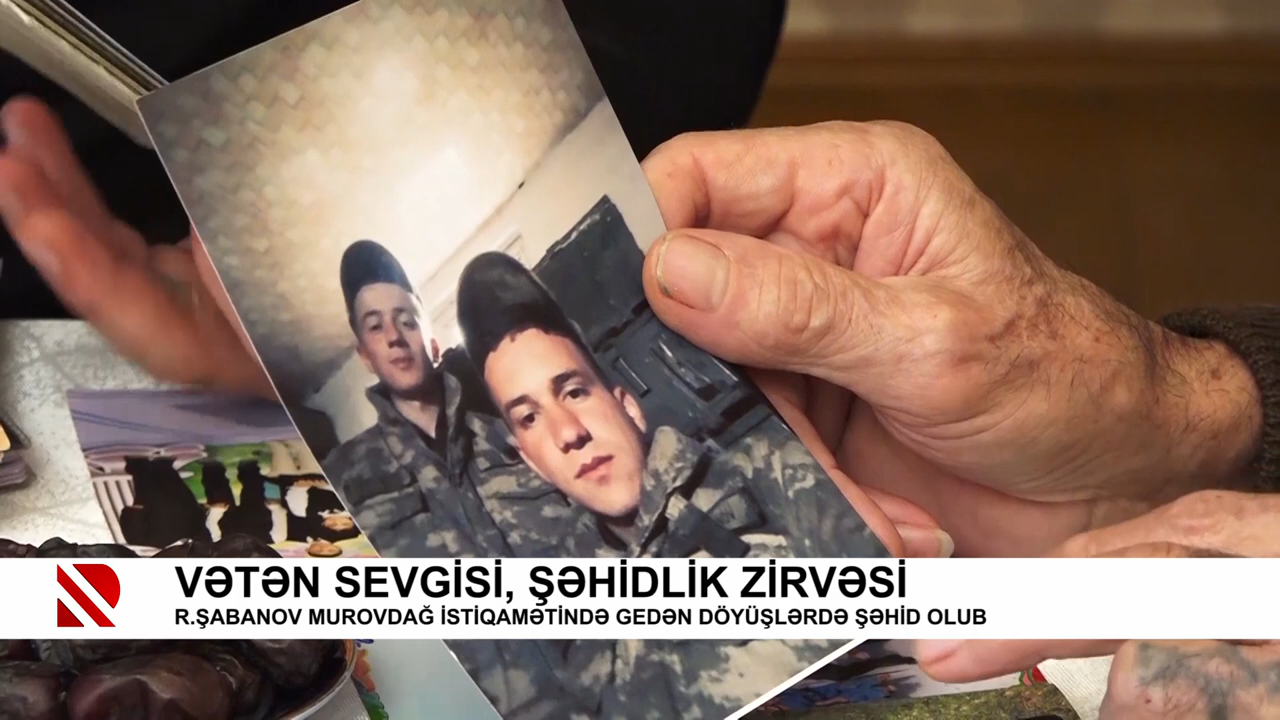 VƏTƏN SEVGİSİ, ŞƏHİDLİK ZİRVƏSİ
R.ŞABANOV MUROVDAĞ İSTİQAMƏTİNDƏ GEDƏN DÖYÜŞLƏRDƏ ŞƏHİD OLUB